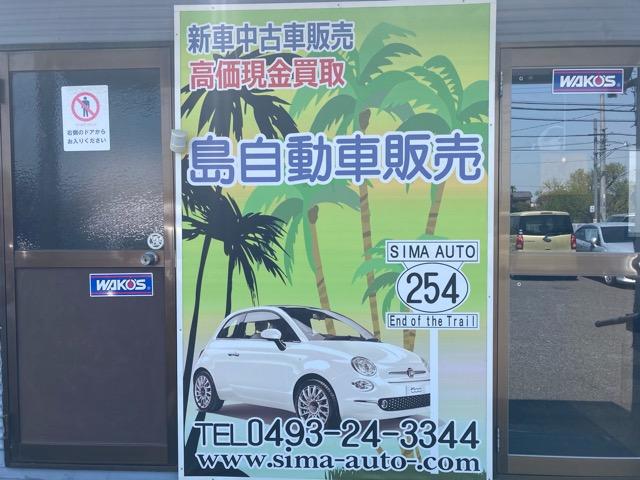 新車中古車販売
高価現金買取
島自動車販売
SIMA AUTO
254
End of the Trail
TEL0493-24-3344
www.sima-auto-.com
右側のドアから
お入りください
WAKO'S
WAKO'S